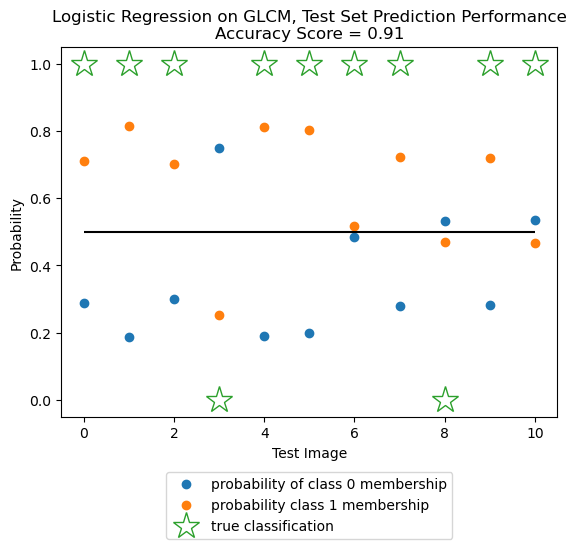 Logistic Regression on GLCM, Test Set Prediction Performance
Accuracy Score = 0.91
1.0
0.8
0.6
0.4
0.2
0.0
Probability
0 2 4 6 8 10
Test Image
probability of class 0 membership
probability class 1 membership
true classification